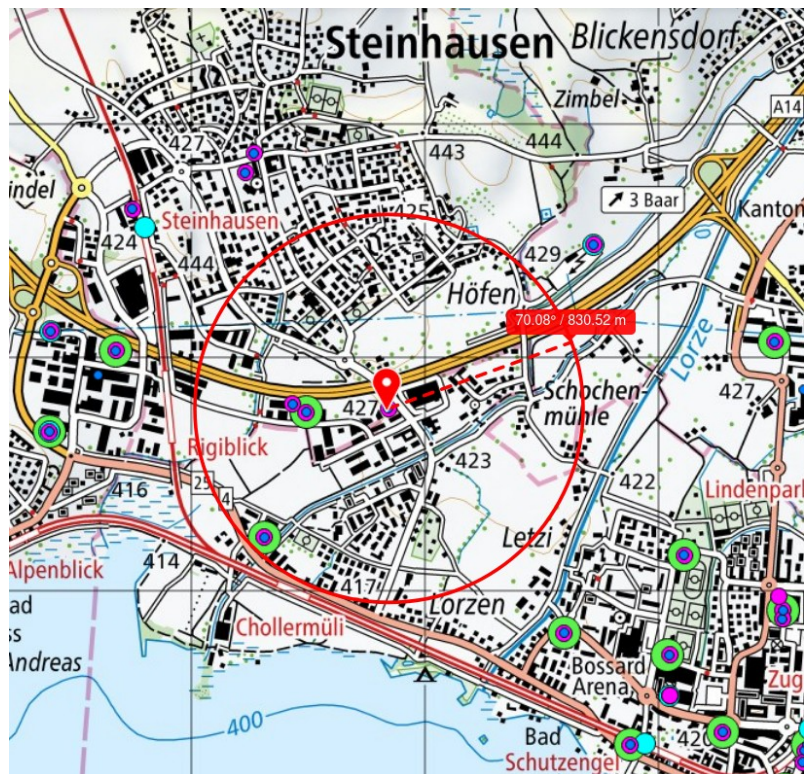 Steinhausen
Blickensdorf
Zimbel
A14
427
443
444
indel
3 Baar
Kanton
Steinhausen
425
424
444
429
Höfen
70.08° / 830.52 m
Lorze
427
427
Schochen-
mühle
Rigiblick
423
25
4
416
422
Lindenpark
Letzi
414
Alpenblick
417
Lorzen
ad
ss
Andreas
Chollermüli
Bossard
Arena
Zug
400
Bad
Schutzengel
420